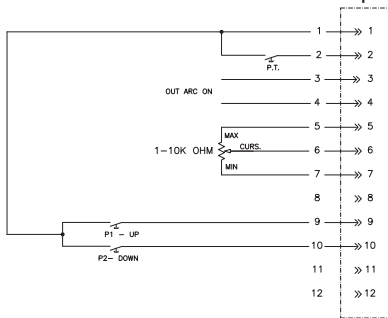 1 1
2 2
P.T.
3 3
OUT ARC ON
4 4
5 5
MAX
1-10K OHM CURS. 6 6
MIN
7 7
8 8
9 9
P1 - UP
10 10
P2- DOWN
11 11
12 12